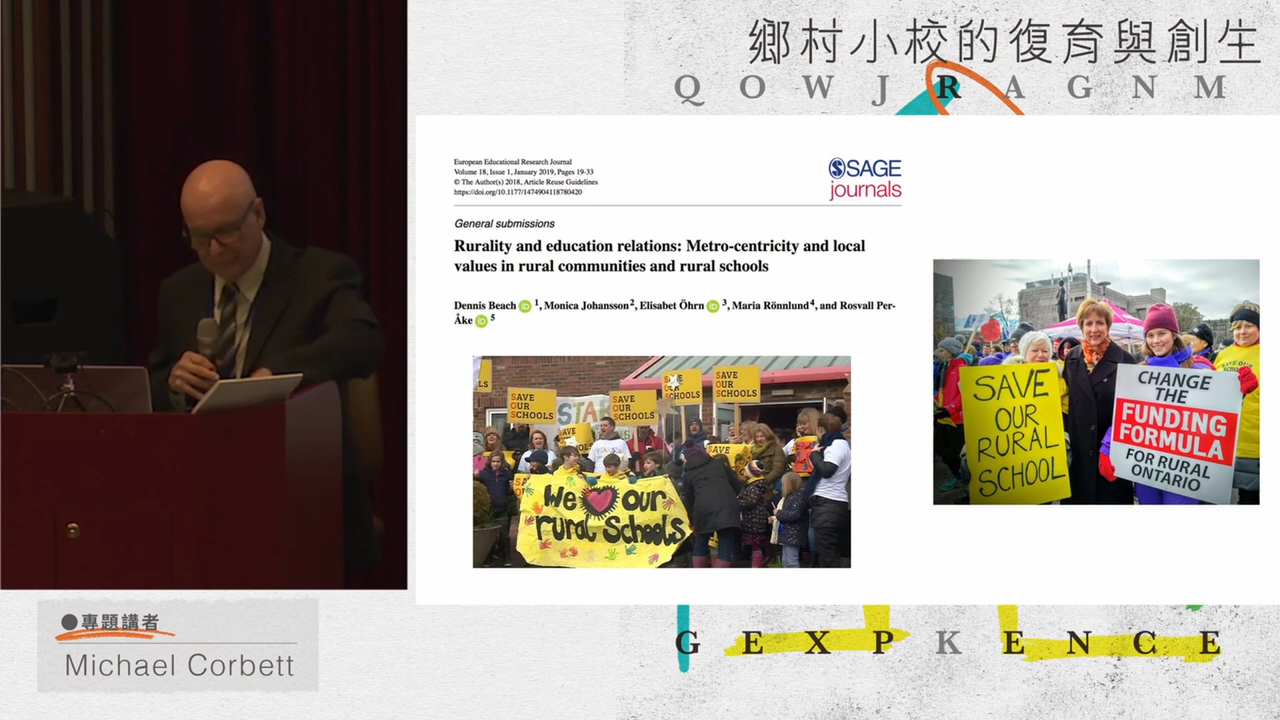 鄉村小校的復育與創生
Q O W J R A G N M
European Educational Research Journal
Volume 18, Issue 1, January 2019, Pages 19-33
© The Author(s) 2018, Article Reuse Guidelines
https://doi.org/10.1177/1474904118780420
SAGE
journals
General submissions
Rurality and education relations: Metro-centricity and local
values in rural communities and rural schools
Dennis Beach iD 1, Monica Johansson2, Elisabet Öhrn iD 3, Maria Rönnlund4, and Rosvall Per-
Åke iD 5
SAVE
OUR
SCHOOLS
SAVE
OUR
SCHOOLS
SAVE
OUR
SCHOOLS
SAVE
OUR
SCHOOLS
We our
rural Schools
SAVE
OUR
RURAL
SCHOOL
CHANGE
THE
FUNDING
FORMULA
FOR RURAL
ONTARIO
●專題講者
Michael Corbett
G E X P K E N C E